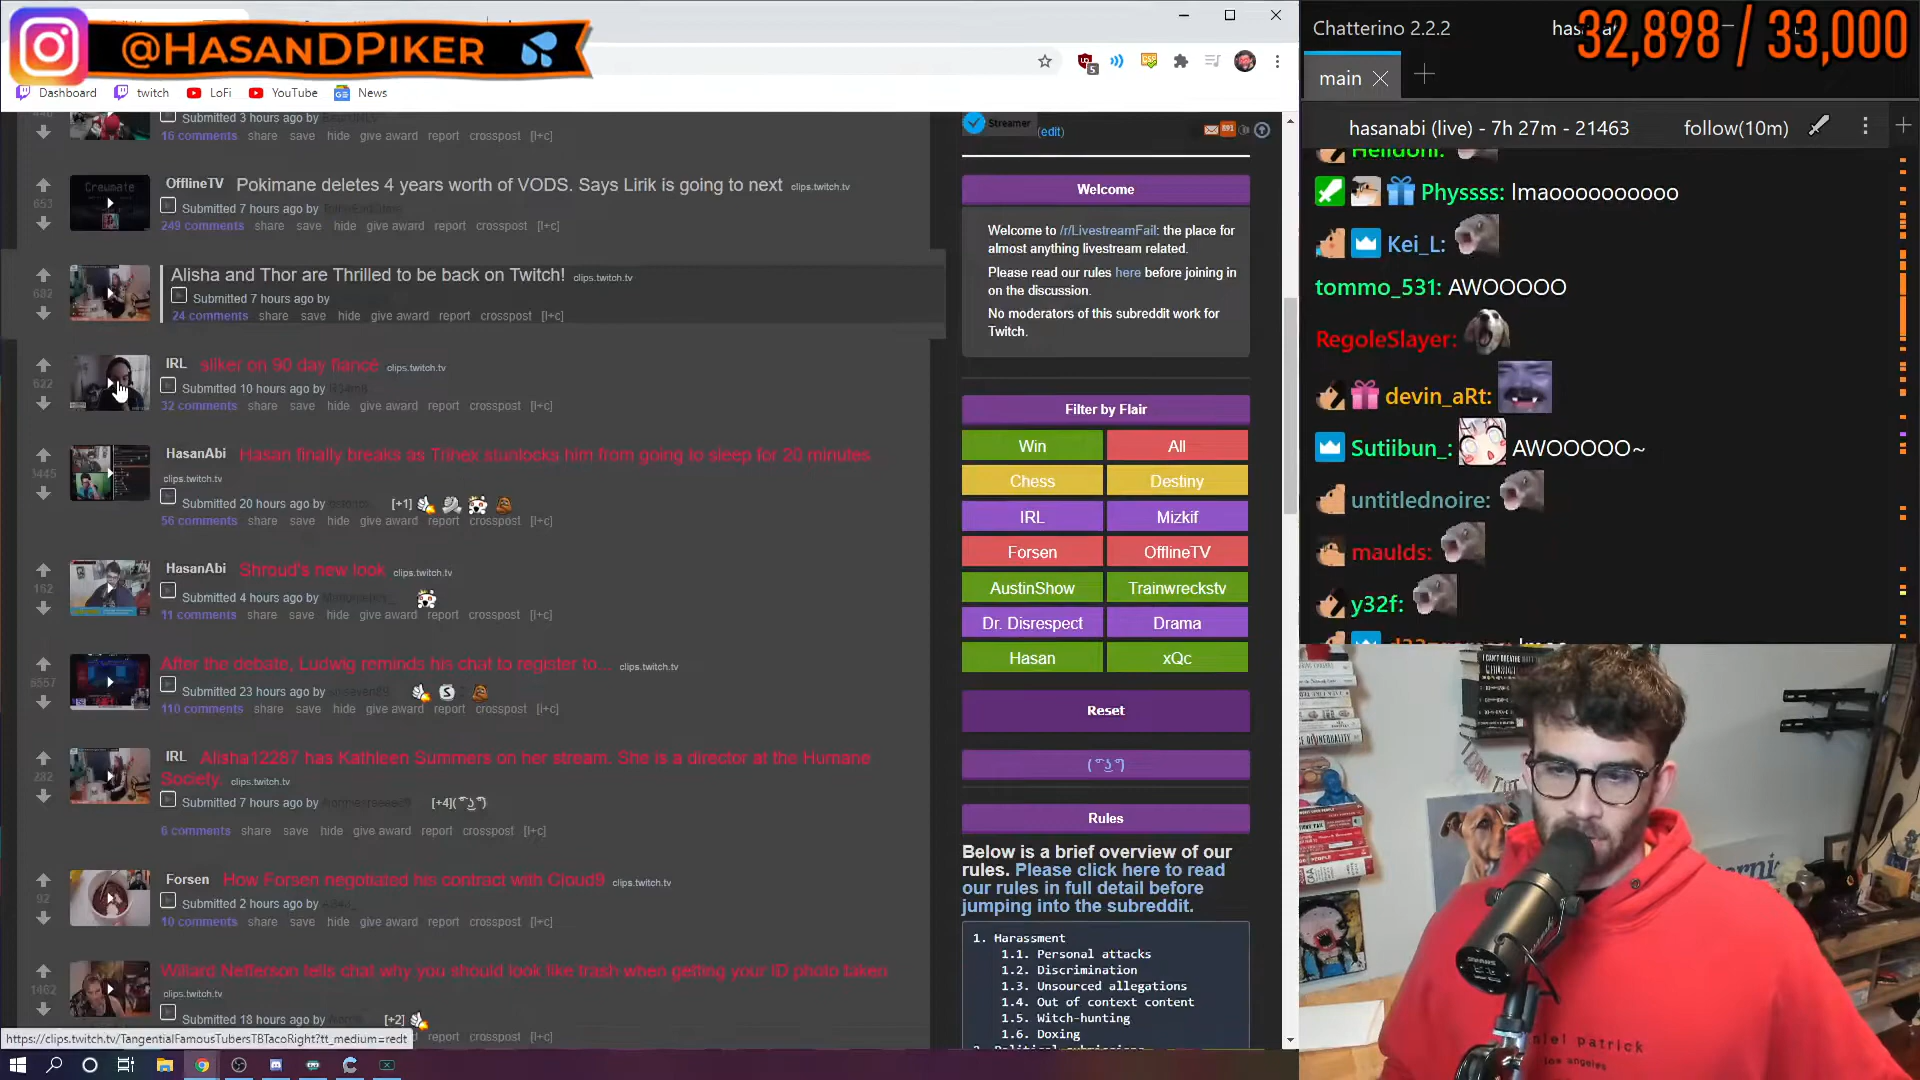 @HASANDPIKER
Dashboard twitch LoFi YouTube News
Submitted 3 hours ago by
16 comments share save hide give award report crosspost [l+c]
653
OfflineTV Pokimane deletes 4 years worth of VODS. Says Lirik is going to next clips.twitch.tv
Submitted 7 hours ago by
249 comments share save hide give award report crosspost [l+c]
682
Alisha and Thor are Thrilled to be back on Twitch! clips.twitch.tv
Submitted 7 hours ago by
24 comments share save hide give award report crosspost [l+c]
622
IRL silker on 90 day fiancé clips.twitch.tv
Submitted 10 hours ago by
32 comments share save hide give award report crosspost [l+c]
3445
HasanAbi Hasan finally breaks as Trinex stunlocks him from going to sleep for 20 minutes
clips.twitch.tv
Submitted 20 hours ago by [+1]
56 comments share save hide give award report crosspost [l+c]
162
HasanAbi Shroud's new look clips.twitch.tv
Submitted 4 hours ago by
11 comments share save hide give award report crosspost [l+c]
6557
After the debate, Ludwig reminds his chat to register to... clips.twitch.tv
Submitted 23 hours ago by
110 comments share save hide give award report crosspost [l+c]
282
IRL Alisha12287 has Kathleen Summers on her stream. She is a director at the Humane
Society. clips.twitch.tv
Submitted 7 hours ago by [+4]( ͡° ͜ʖ ͡°)
6 comments share save hide give award report crosspost [l+c]
92
Forsen How Forsen negotiated his contract with Cloud9 clips.twitch.tv
Submitted 2 hours ago by
10 comments share save hide give award report crosspost [l+c]
1462
Willard Nefferson tells chat why you should look like trash when getting your ID photo taken
clips.twitch.tv
Submitted 18 hours ago by [+2]
report crosspost [l+c]
https://clips.twitch.tv/TangentialFamousTubersTBTacoRight?tt_medium=redt
Streamer (edit)
891
Welcome
Welcome to /r/LivestreamFail: the place for
almost anything livestream related.
Please read our rules here before joining in
on the discussion.
No moderators of this subreddit work for
Twitch.
Filter by Flair
Win All
Chess Destiny
IRL Mizkif
Forsen OfflineTV
AustinShow Trainwreckstv
Dr. Disrespect Drama
Hasan xQc
Reset
( ͡° ͜ʖ ͡°)
Rules
Below is a brief overview of our
rules. Please click here to read
our rules in full detail before
jumping into the subreddit.
1. Harassment
1.1. Personal attacks
1.2. Discrimination
1.3. Unsourced allegations
1.4. Out of context content
1.5. Witch-hunting
1.6. Doxing
Chatterino 2.2.2
32,898 / 33,000
main
hasanabi (live) - 7h 27m - 21463 follow(10m)
Helldoni:
Physsss: lmaoooooooooo
Kei_L:
tommo_531: AWOOOOO
RegoleSlayer:
devin_aRt:
Sutiibun_: AWOOOOO~
untitlednoire:
maulds:
y32f: